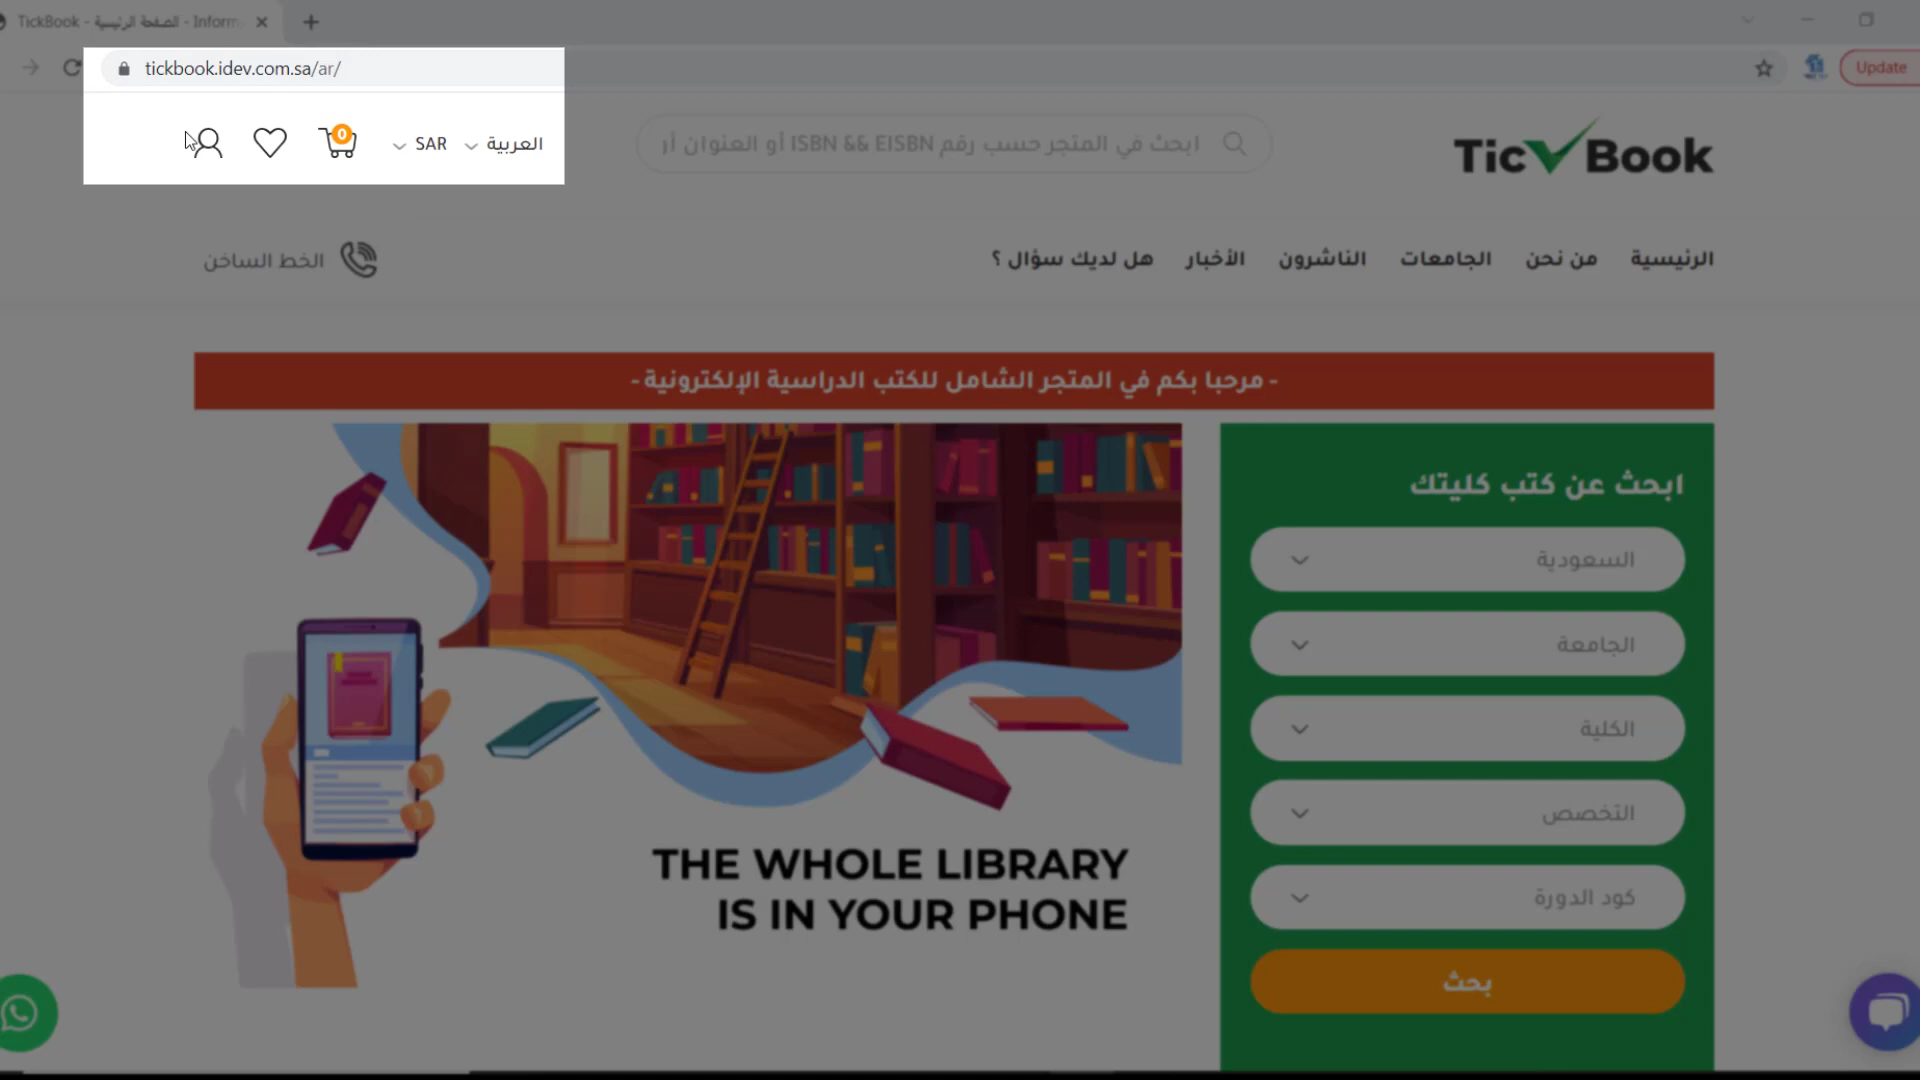 TickBook - الصفحة الرئيسية - Inform
tickbook.idev.com.sa/ar/
Update
TicBook
ابحث في المتجر حسب رقم ISBN && EISBN أو العنوان أر
العربية
SAR
0
الرئيسية
من نحن
الجامعات
الناشرون
الأخبار
هل لديك سؤال ؟
الخط الساخن
- مرحبا بكم في المتجر الشامل للكتب الدراسية الإلكترونية -
ابحث عن كتب كليتك
السعودية
الجامعة
الكلية
التخصص
كود الدورة
بحث
THE WHOLE LIBRARY
IS IN YOUR PHONE